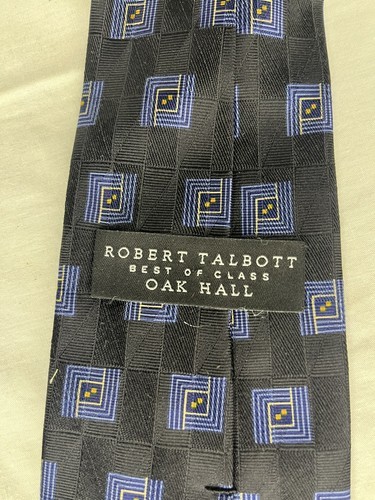 ROBERT TALBOTT
BEST OF CLASS
OAK HALL